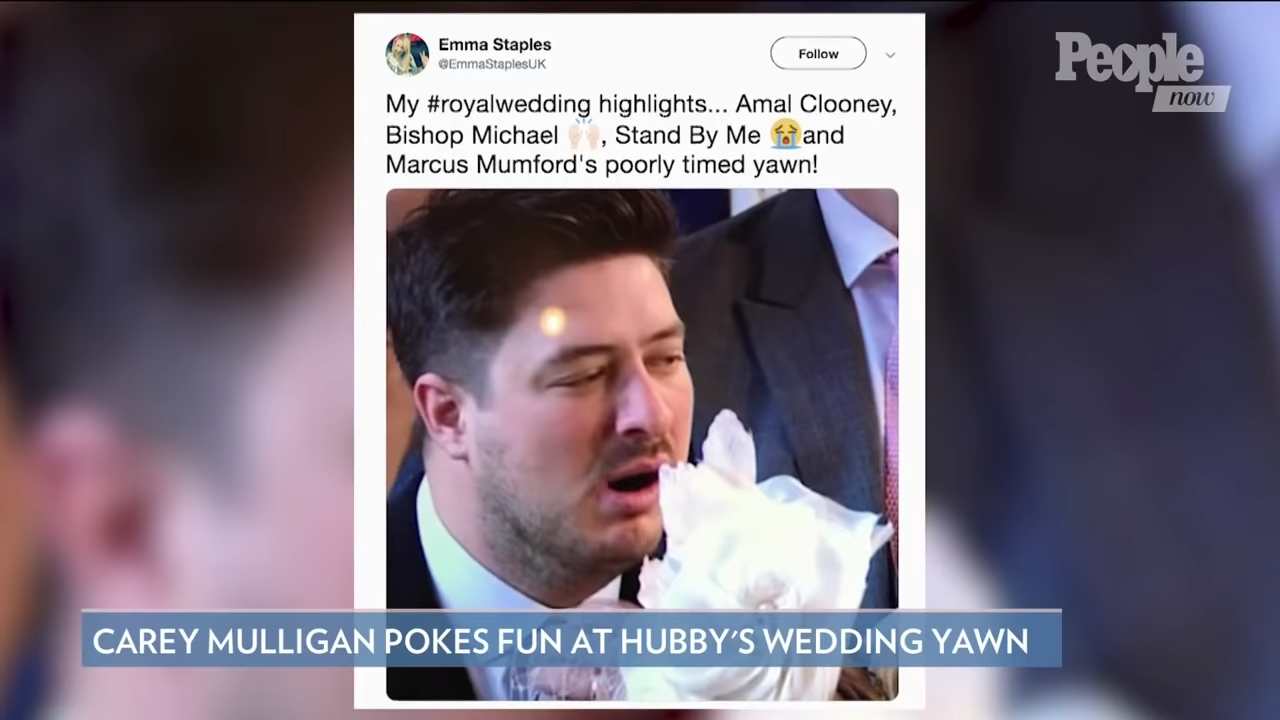 Emma Staples
@EmmaStaplesUK
Follow
People
now
My #royalwedding highlights... Amal Clooney,
Bishop Michael 🙌🏻, Stand By Me 😭and
Marcus Mumford's poorly timed yawn!
CAREY MULLIGAN POKES FUN AT HUBBY'S WEDDING YAWN